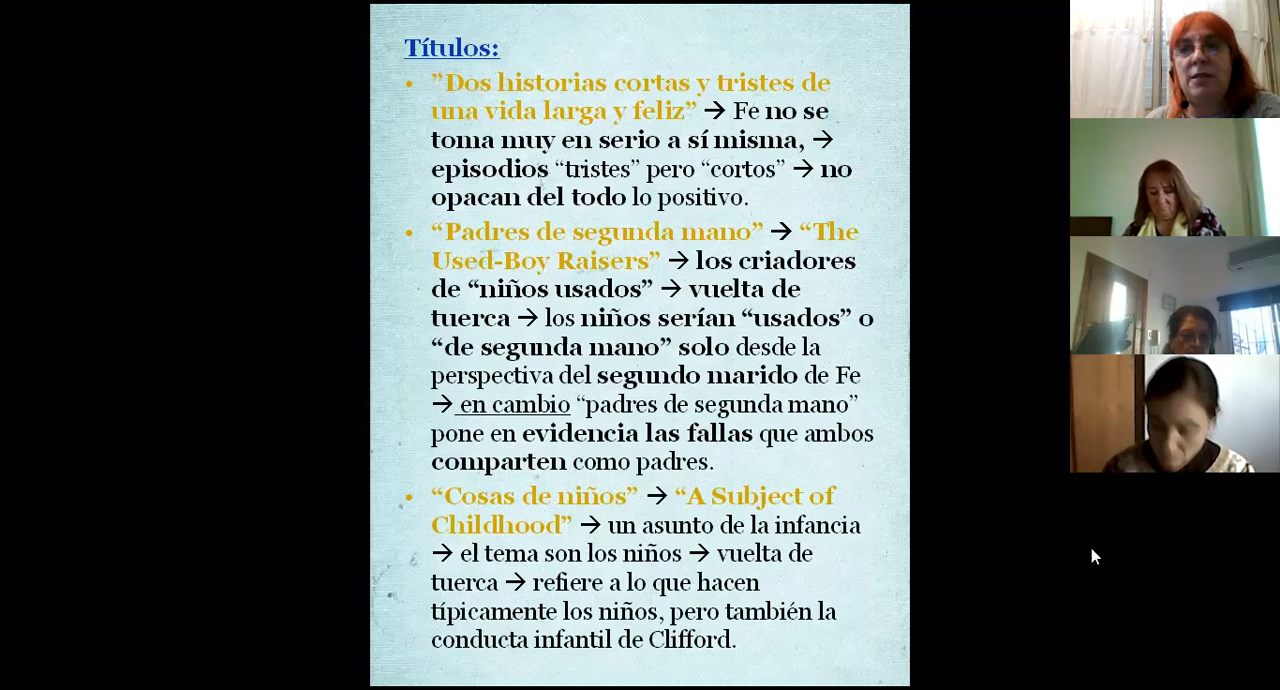 Títulos:
• ”Dos historias cortas y tristes de
una vida larga y feliz” → Fe no se
toma muy en serio a sí misma, →
episodios “tristes” pero “cortos” → no
opacan del todo lo positivo.
• “Padres de segunda mano” → “The
Used-Boy Raisers” → los criadores
de “niños usados” → vuelta de
tuerca → los niños serían “usados” o
“de segunda mano” solo desde la
perspectiva del segundo marido de Fe
→ en cambio “padres de segunda mano”
pone en evidencia las fallas que ambos
comparten como padres.
• “Cosas de niños” → “A Subject of
Childhood” → un asunto de la infancia
→ el tema son los niños → vuelta de
tuerca → refiere a lo que hacen
típicamente los niños, pero también la
conducta infantil de Clifford.